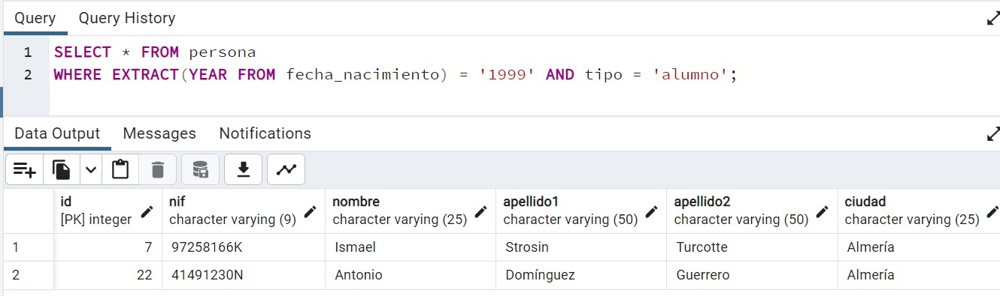 Query Query History
1 SELECT * FROM persona
2 WHERE EXTRACT(YEAR FROM fecha_nacimiento) = '1999' AND tipo = 'alumno';
Data Output Messages Notifications
id nif nombre apellido1 apellido2 ciudad
[PK] integer character varying (9) character varying (25) character varying (50) character varying (50) character varying (25)
1 7 97258166K Ismael Strosin Turcotte Almería
2 22 41491230N Antonio Domínguez Guerrero Almería